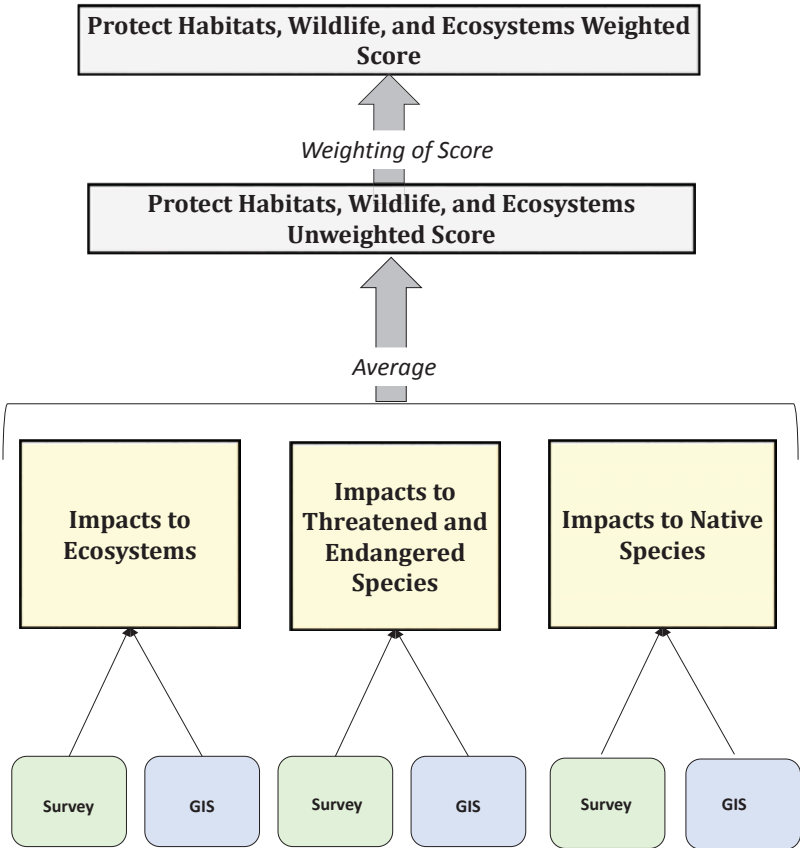 Protect Habitats, Wildlife, and Ecosystems Weighted
Score
Weighting of Score
Protect Habitats, Wildlife, and Ecosystems
Unweighted Score
Average
Impacts to
Ecosystems
Impacts to
Threatened and
Endangered
Species
Impacts to Native
Species
Survey
GIS
Survey
GIS
Survey
GIS